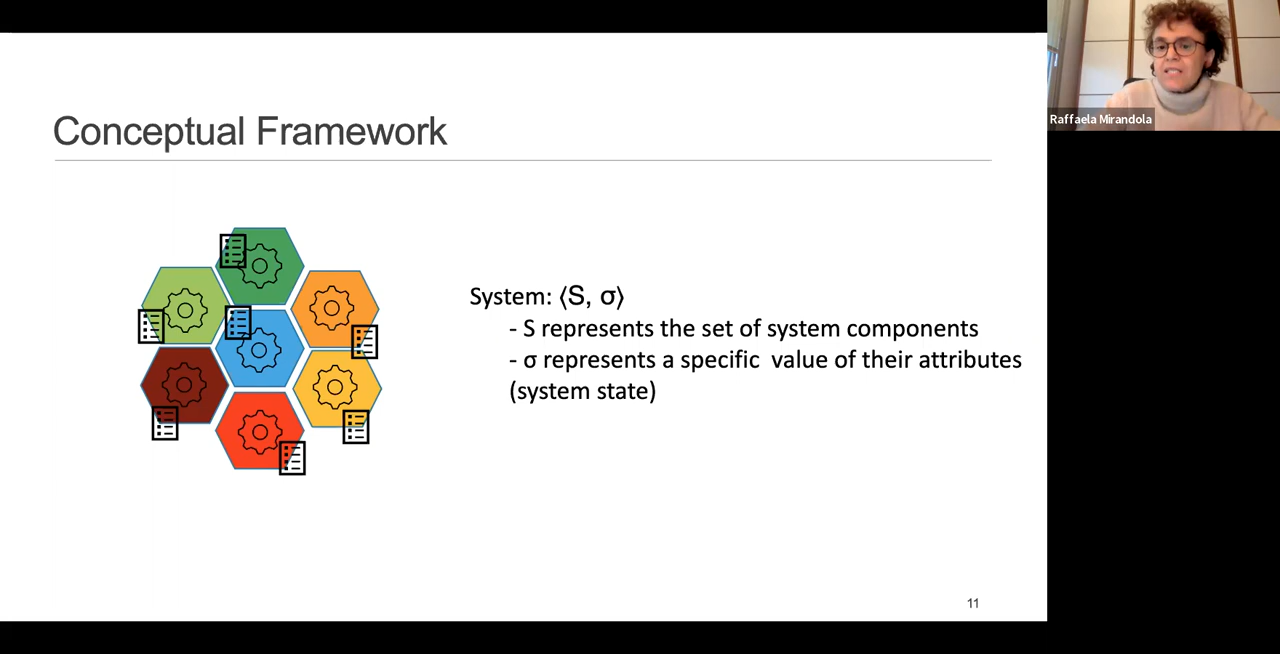 Conceptual Framework
System: ⟨S, σ⟩
- S represents the set of system components
- σ represents a specific value of their attributes
(system state)
11
Raffaela Mirandola